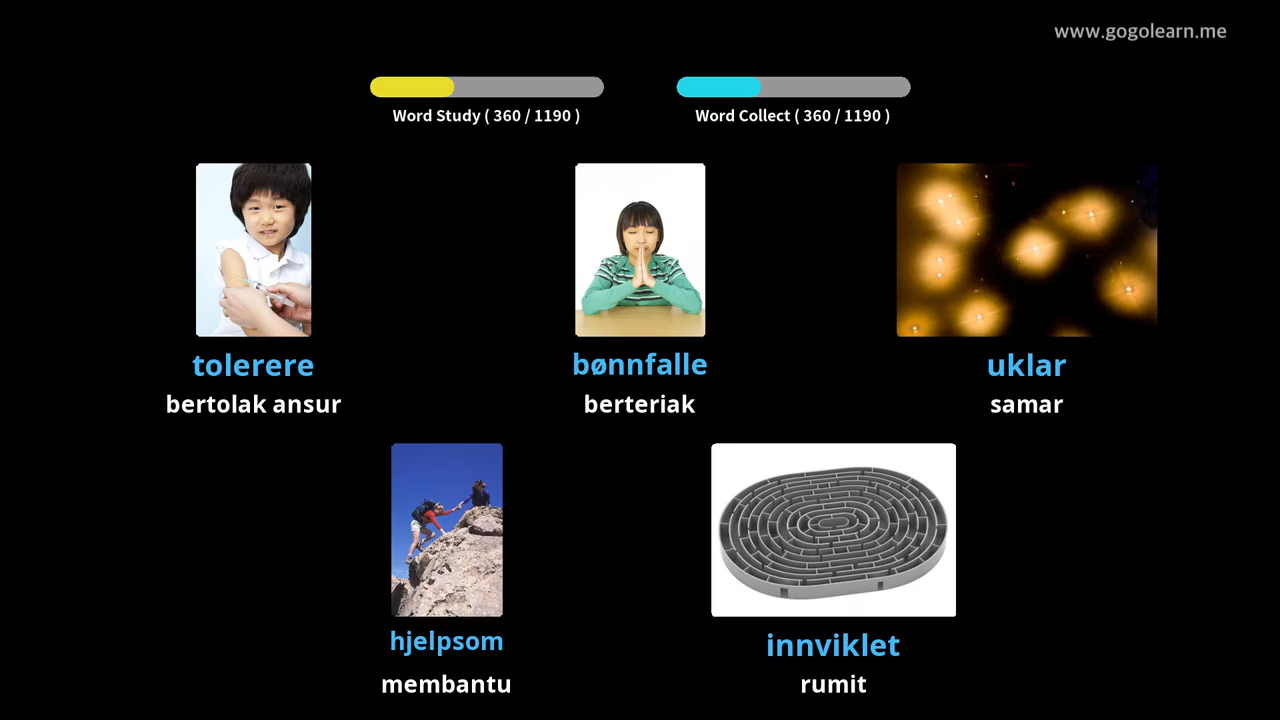 www.gogolearn.me
Word Study ( 360 / 1190 )
Word Collect ( 360 / 1190 )
tolerere
bertolak ansur
bønnfalle
berteriak
uklar
samar
hjelpsom
membantu
innviklet
rumit